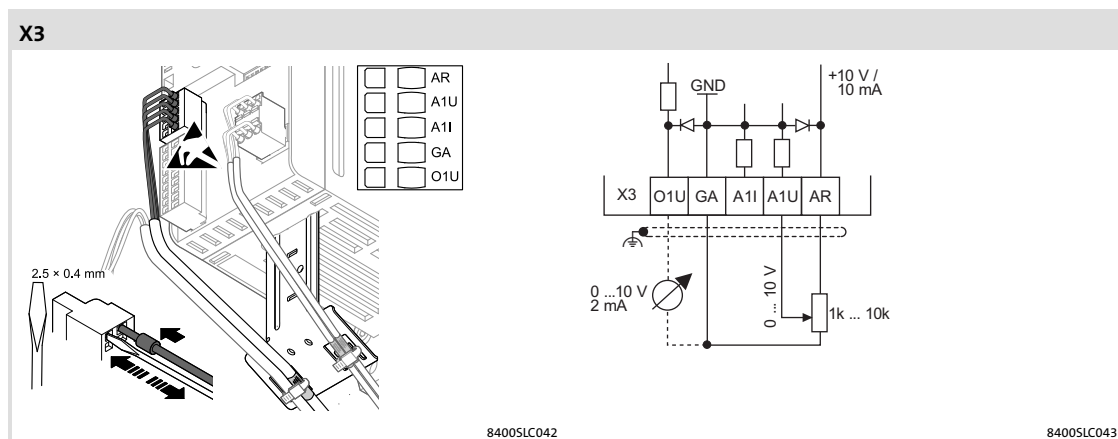 X3
AR
A1U
A1I
GA
O1U
2.5 × 0.4 mm
8400SLC042
+10 V /
10 mA
GND
X3 O1U GA A1I A1U AR
0 ...10 V
2 mA
0 ... 10 V
1k ... 10k
8400SLC043